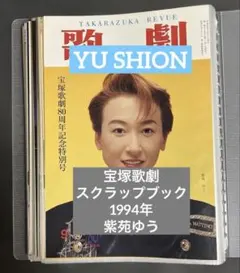 TAKARAZUKA REVUE
歌劇
YU SHION
宝塚歌劇80周年記念特別号
宝塚歌劇
スクラップブック
1994年
紫苑ゆう
9